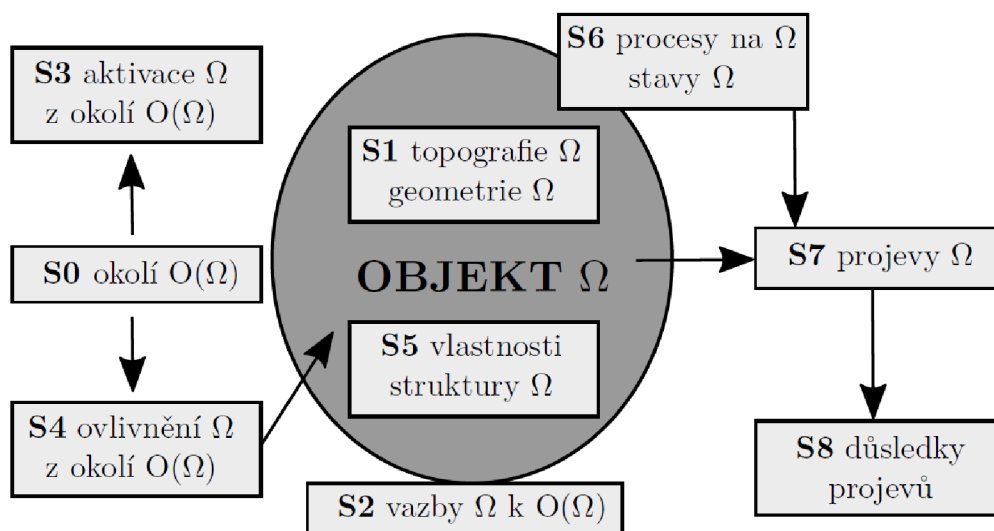 S3 aktivace Ω
z okolí O(Ω)
S6 procesy na Ω
stavy Ω
S1 topografie Ω
geometrie Ω
S0 okolí O(Ω)
OBJEKT Ω
S7 projevy Ω
S5 vlastnosti
struktury Ω
S4 ovlivnění Ω
z okolí O(Ω)
S8 důsledky
projevů
S2 vazby Ω k O(Ω)